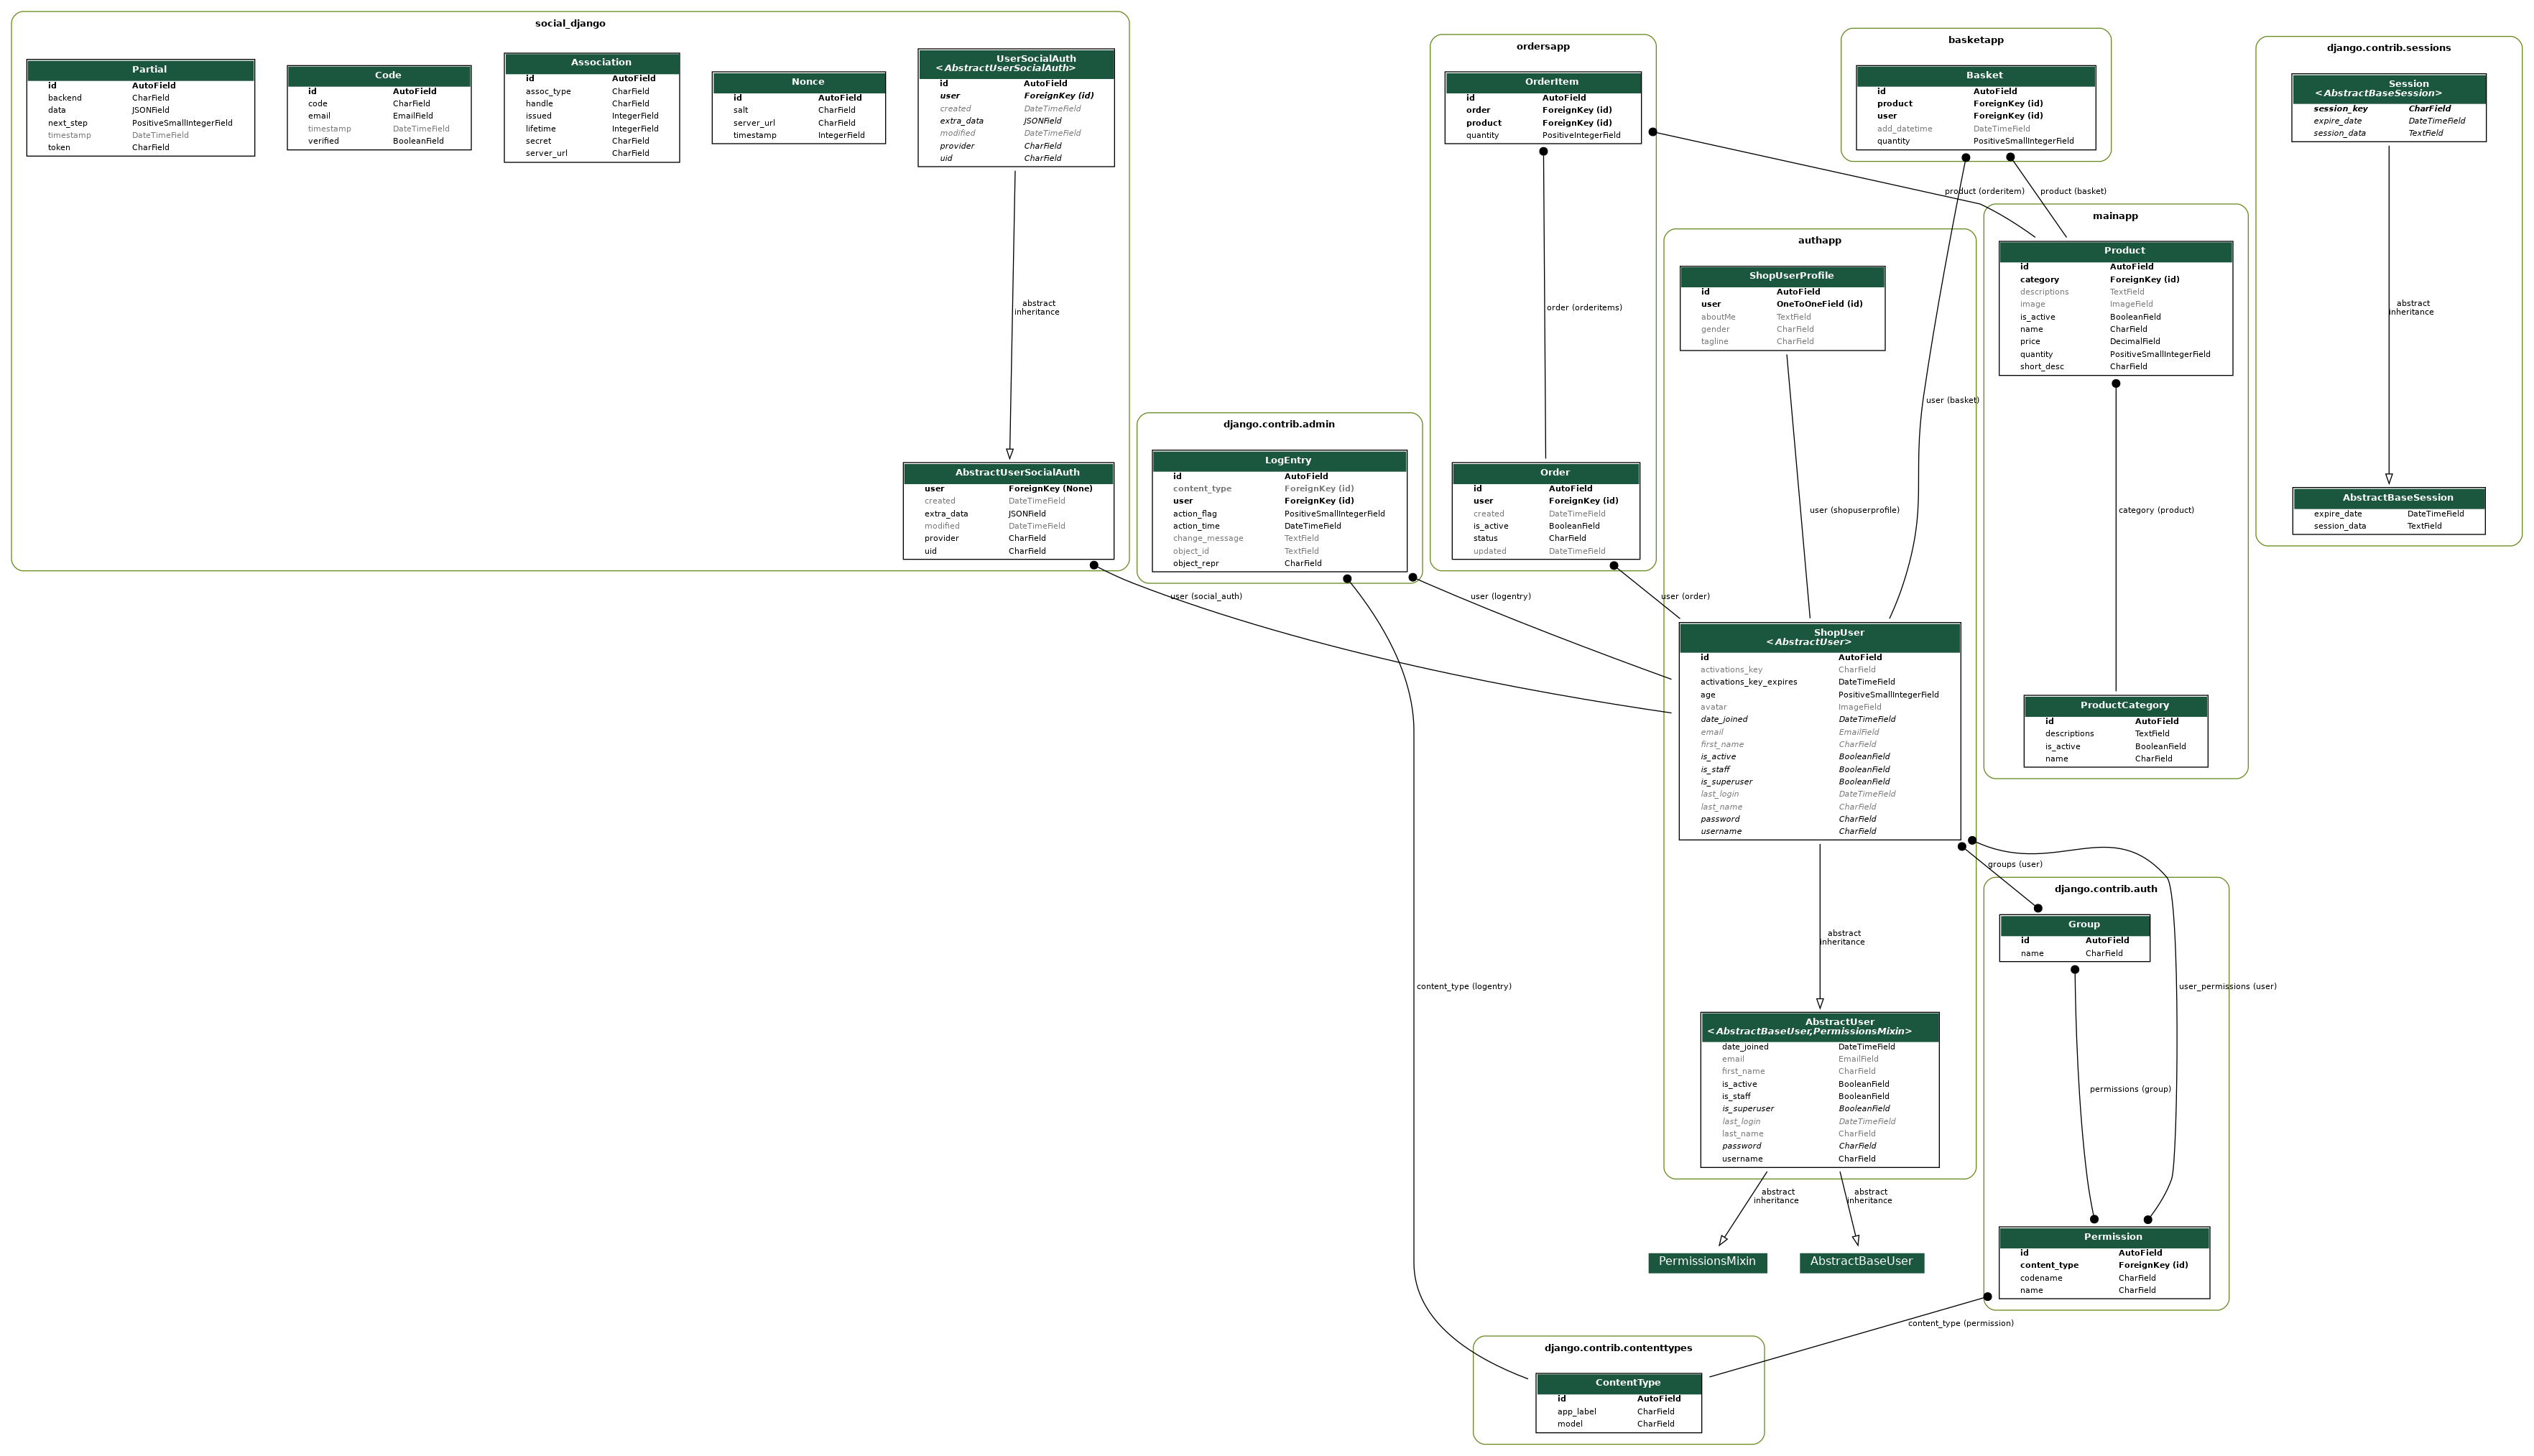 social_django
Partial
id AutoField
backend CharField
data JSONField
next_step PositiveSmallIntegerField
timestamp DateTimeField
token CharField
Code
id AutoField
code CharField
email EmailField
timestamp DateTimeField
verified BooleanField
Association
id AutoField
assoc_type CharField
handle CharField
issued IntegerField
lifetime IntegerField
secret CharField
server_url CharField
Nonce
id AutoField
salt CharField
server_url CharField
timestamp IntegerField
UserSocialAuth
<AbstractUserSocialAuth>
id AutoField
user ForeignKey (id)
created DateTimeField
extra_data JSONField
modified DateTimeField
provider CharField
uid CharField
abstract
inheritance
AbstractUserSocialAuth
user ForeignKey (None)
created DateTimeField
extra_data JSONField
modified DateTimeField
provider CharField
uid CharField
user (social_auth)
django.contrib.admin
LogEntry
id AutoField
content_type ForeignKey (id)
user ForeignKey (id)
action_flag PositiveSmallIntegerField
action_time DateTimeField
change_message TextField
object_id TextField
object_repr CharField
user (logentry)
content_type (logentry)
ordersapp
OrderItem
id AutoField
order ForeignKey (id)
product ForeignKey (id)
quantity PositiveIntegerField
order (orderitems)
Order
id AutoField
user ForeignKey (id)
created DateTimeField
is_active BooleanField
status CharField
updated DateTimeField
user (order)
basketapp
Basket
id AutoField
product ForeignKey (id)
user ForeignKey (id)
add_datetime DateTimeField
quantity PositiveSmallIntegerField
product (orderitem)
product (basket)
user (basket)
authapp
ShopUserProfile
id AutoField
user OneToOneField (id)
aboutMe TextField
gender CharField
tagline CharField
user (shopuserprofile)
ShopUser
<AbstractUser>
id AutoField
activations_key CharField
activations_key_expires DateTimeField
age PositiveSmallIntegerField
avatar ImageField
date_joined DateTimeField
email EmailField
first_name CharField
is_active BooleanField
is_staff BooleanField
is_superuser BooleanField
last_login DateTimeField
last_name CharField
password CharField
username CharField
abstract
inheritance
AbstractUser
<AbstractBaseUser,PermissionsMixin>
date_joined DateTimeField
email EmailField
first_name CharField
is_active BooleanField
is_staff BooleanField
is_superuser BooleanField
last_login DateTimeField
last_name CharField
password CharField
username CharField
abstract
inheritance
abstract
inheritance
PermissionsMixin
AbstractBaseUser
mainapp
Product
id AutoField
category ForeignKey (id)
descriptions TextField
image ImageField
is_active BooleanField
name CharField
price DecimalField
quantity PositiveSmallIntegerField
short_desc CharField
category (product)
ProductCategory
id AutoField
descriptions TextField
is_active BooleanField
name CharField
django.contrib.sessions
Session
<AbstractBaseSession>
session_key CharField
expire_date DateTimeField
session_data TextField
abstract
inheritance
AbstractBaseSession
expire_date DateTimeField
session_data TextField
groups (user)
django.contrib.auth
Group
id AutoField
name CharField
user_permissions (user)
permissions (group)
Permission
id AutoField
content_type ForeignKey (id)
codename CharField
name CharField
content_type (permission)
django.contrib.contenttypes
ContentType
id AutoField
app_label CharField
model CharField